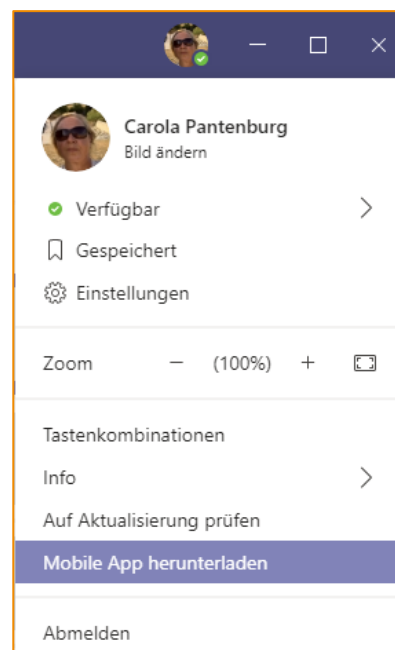 Carola Pantenburg
Bild ändern
Verfügbar
Gespeichert
Einstellungen
Zoom − (100%) +
Tastenkombinationen
Info
Auf Aktualisierung prüfen
Mobile App herunterladen
Abmelden